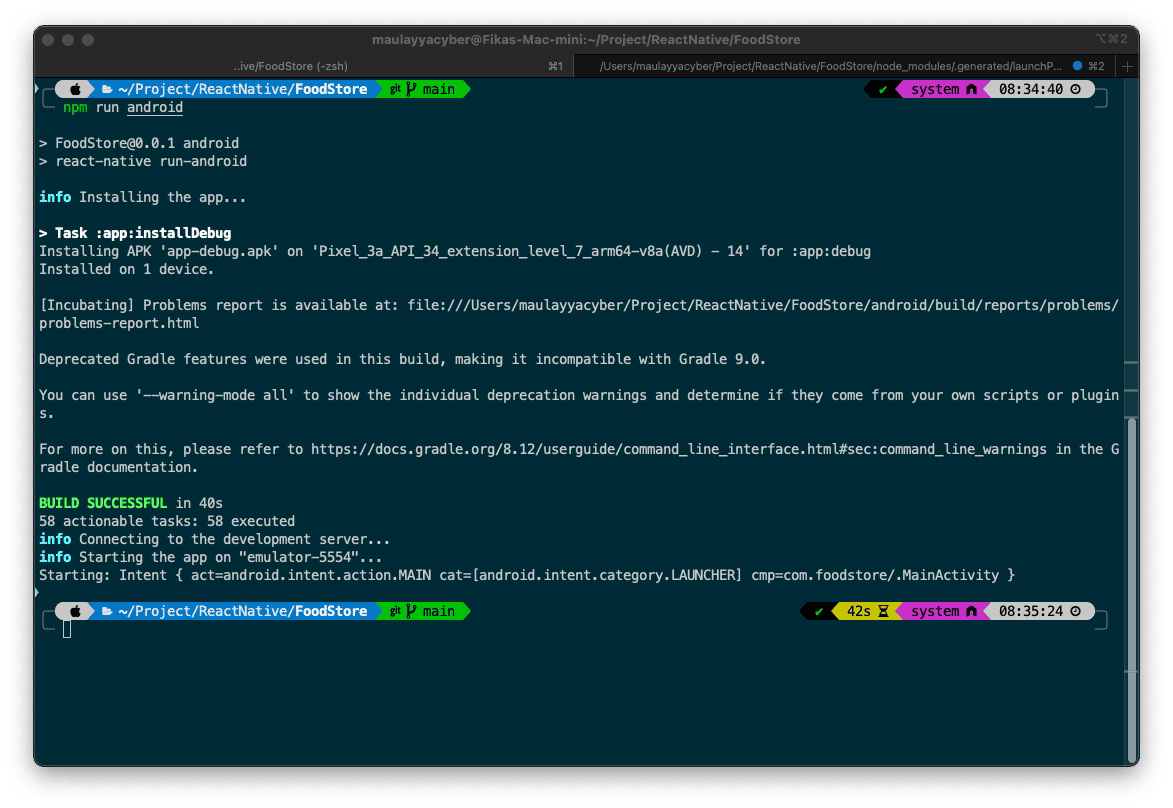 maulayyacyber@Fikas-Mac-mini:~/Project/ReactNative/FoodStore
⌥⌘2
..ive/FoodStore (-zsh)
⌘1
/Users/maulayyacyber/Project/ReactNative/FoodStore/node_modules/.generated/launchP...
⌘2
~/Project/ReactNative/FoodStore git main ✔ system 08:34:40
npm run android
> FoodStore@0.0.1 android
> react-native run-android
info Installing the app...
> Task :app:installDebug
Installing APK 'app-debug.apk' on 'Pixel_3a_API_34_extension_level_7_arm64-v8a(AVD) - 14' for :app:debug
Installed on 1 device.
[Incubating] Problems report is available at: file:///Users/maulayyacyber/Project/ReactNative/FoodStore/android/build/reports/problems/
problems-report.html
Deprecated Gradle features were used in this build, making it incompatible with Gradle 9.0.
You can use '--warning-mode all' to show the individual deprecation warnings and determine if they come from your own scripts or plugin
s.
For more on this, please refer to https://docs.gradle.org/8.12/userguide/command_line_interface.html#sec:command_line_warnings in the G
radle documentation.
BUILD SUCCESSFUL in 40s
58 actionable tasks: 58 executed
info Connecting to the development server...
info Starting the app on "emulator-5554"...
Starting: Intent { act=android.intent.action.MAIN cat=[android.intent.category.LAUNCHER] cmp=com.foodstore/.MainActivity }
~/Project/ReactNative/FoodStore git main ✔ 42s system 08:35:24